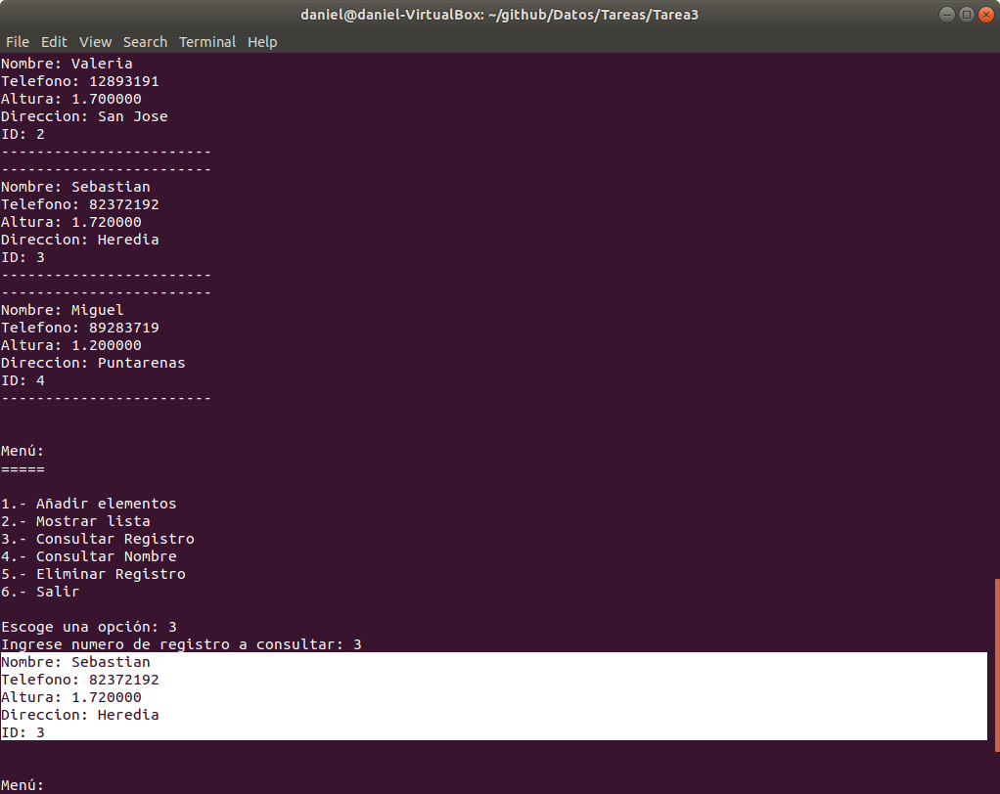 daniel@daniel-VirtualBox: ~/github/Datos/Tareas/Tarea3
File Edit View Search Terminal Help
Nombre: Valeria
Telefono: 12893191
Altura: 1.700000
Direccion: San Jose
ID: 2
------------------------
------------------------
Nombre: Sebastian
Telefono: 82372192
Altura: 1.720000
Direccion: Heredia
ID: 3
------------------------
------------------------
Nombre: Miguel
Telefono: 89283719
Altura: 1.200000
Direccion: Puntarenas
ID: 4
------------------------
Menú:
=====
1.- Añadir elementos
2.- Mostrar lista
3.- Consultar Registro
4.- Consultar Nombre
5.- Eliminar Registro
6.- Salir
Escoge una opción: 3
Ingrese numero de registro a consultar: 3
Nombre: Sebastian
Telefono: 82372192
Altura: 1.720000
Direccion: Heredia
ID: 3
Menú: